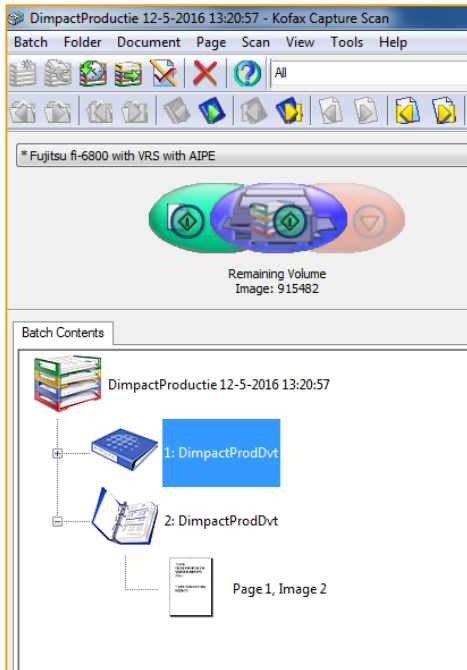 DimpactProductie 12-5-2016 13:20:57 - Kofax Capture Scan
Batch Folder Document Page Scan View Tools Help
All
* Fujitsu fi-6800 with VRS with AIPE
Remaining Volume
Image: 915482
Batch Contents
DimpactProductie 12-5-2016 13:20:57
1: DimpactProdDvt
2: DimpactProdDvt
Page 1, Image 2